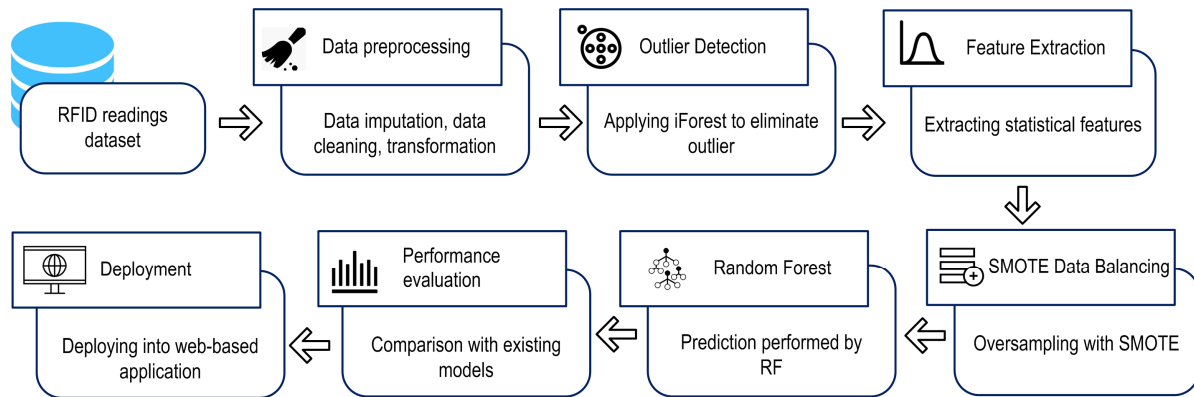 RFID readings
dataset
Data preprocessing
Data imputation, data
cleaning, transformation
Outlier Detection
Applying iForest to eliminate
outlier
Feature Extraction
Extracting statistical features
SMOTE Data Balancing
Oversampling with SMOTE
Random Forest
Prediction performed by
RF
Performance
evaluation
Comparison with existing
models
Deployment
Deploying into web-based
application